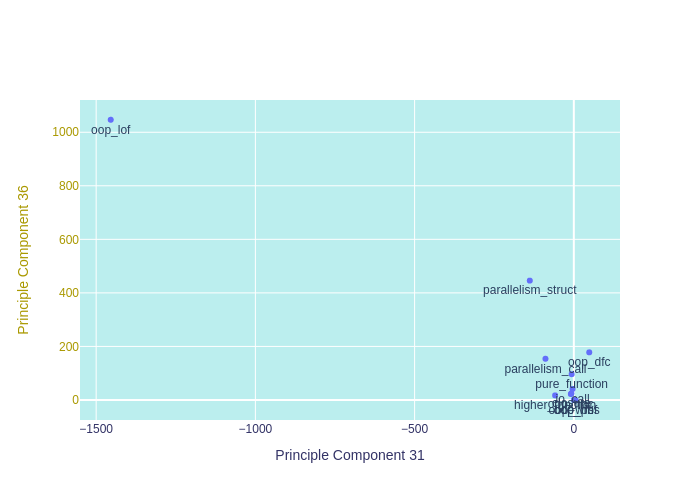 1000
800
600
400
200
0
−1500
−1000
−500
0
Principle Component 31
Principle Component 36
oop_lof
parallelism_struct
oop_dfc
parallelism_call
pure_function
io_call